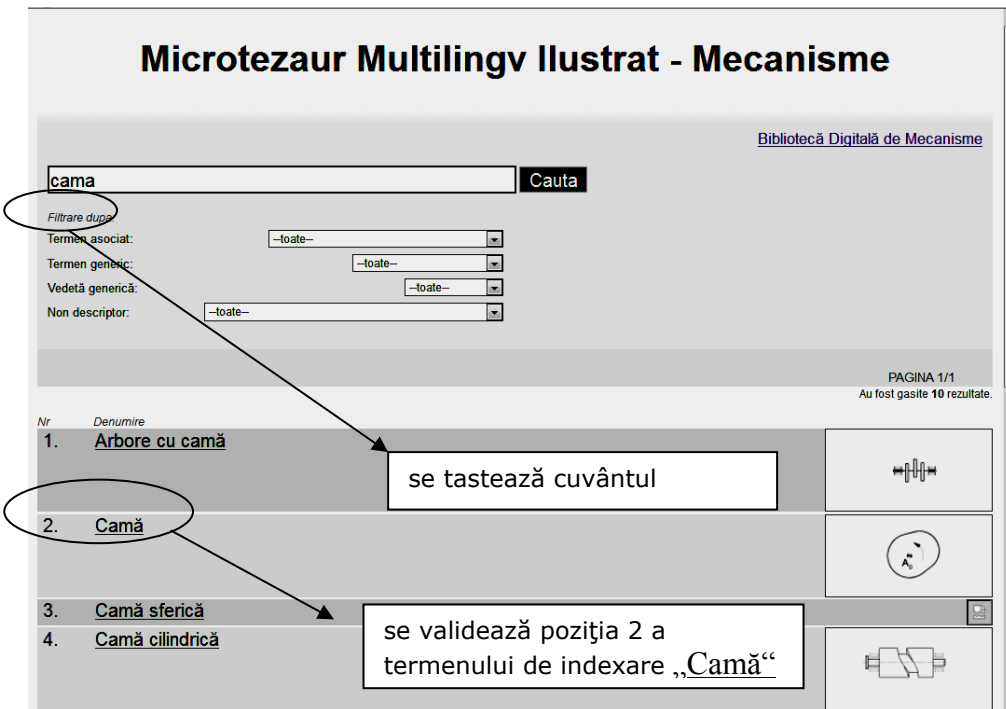 Microtezaur Multilingv Ilustrat - Mecanisme
Bibliotecă Digitală de Mecanisme
cama
Cauta
Filtrare dupa:
Termen asociat:
--toate--
Termen generic:
--toate--
Vedetă generică:
--toate--
Non descriptor:
--toate--
PAGINA 1/1
Au fost gasite 10 rezultate.
Nr Denumire
1. Arbore cu camă
se tastează cuvântul
2. Camă
A₀
3. Camă sferică
4. Camă cilindrică
se validează poziţia 2 a
termenului de indexare „Camă“